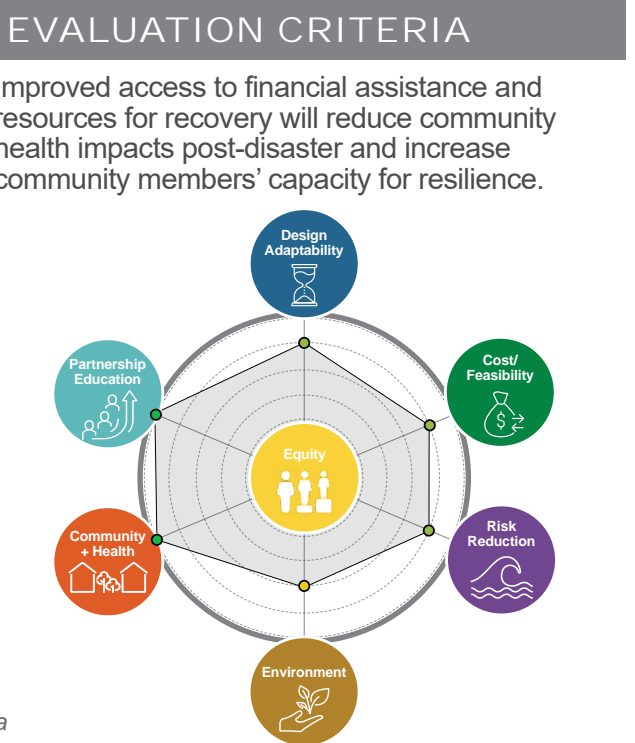 EVALUATION CRITERIA
mproved access to financial assistance and
resources for recovery will reduce community
health impacts post-disaster and increase
community members’ capacity for resilience.
Design
Adaptability
Partnership
Education
Cost/
Feasibility
$
Equity
Community
+ Health
Risk
Reduction
Environment
a